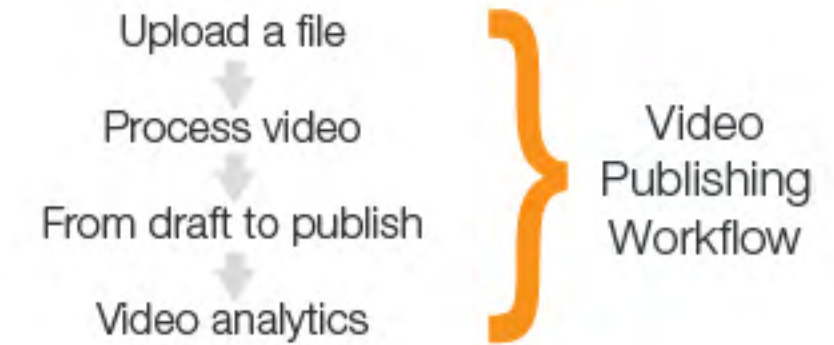 Upload a file
Process video
From draft to publish
Video analytics
Video
Publishing
Workflow